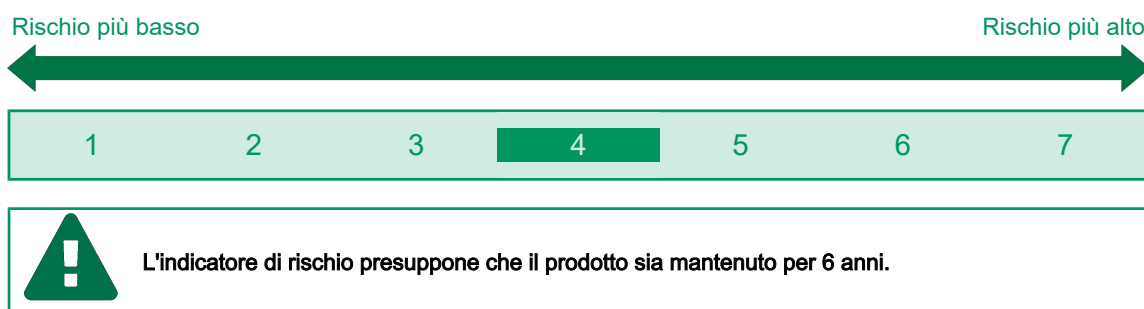 Rischio più basso Rischio più alto
1 2 3 4 5 6 7
L'indicatore di rischio presuppone che il prodotto sia mantenuto per 6 anni.